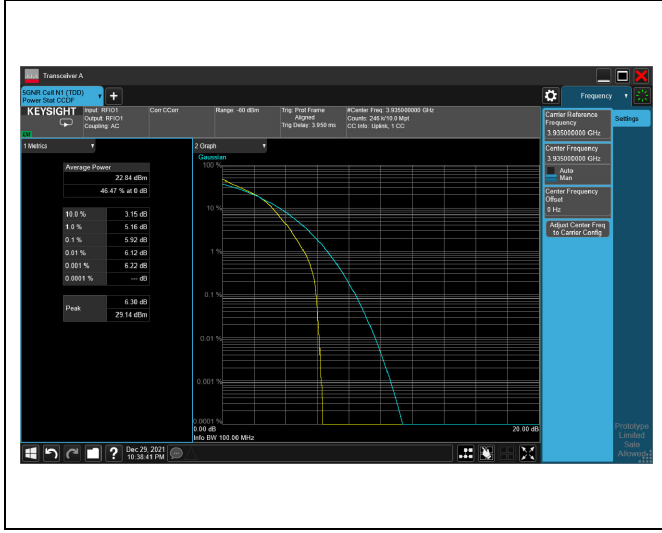 Transceiver A
5GNR Cell N1 (TDD)
Power Stat CCDF
Frequency
KEYSIGHT
Input: RFIO1
Output: RFIO1
Coupling: AC
Corr CCorr
Range: -60 dBm
Trig: Prot Frame
Aligned
Trig Delay: 3.950 ms
#Center Freq: 3.935000000 GHz
Counts: 246 k/10.0 Mpt
CC Info: Uplink, 1 CC
Carrier Reference
Frequency
3.935000000 GHz
Settings
1 Metrics
2 Graph
Gaussian
Average Power
22.84 dBm
46.47 % at 0 dB
10.0 % 3.15 dB
1.0 % 5.16 dB
0.1 % 5.92 dB
0.01 % 6.12 dB
0.001 % 6.22 dB
0.0001 % --- dB
Peak
6.30 dB
29.14 dBm
100 %
10 %
1 %
0.1 %
0.01 %
0.001 %
0.0001 %
0.00 dB
20.00 dB
Info BW 100.00 MHz
Center Frequency
3.935000000 GHz
Auto
Man
Center Frequency
Offset
0 Hz
Adjust Center Freq
to Carrier Config
Dec 29, 2021
10:38:41 PM
Prototype
Limited
Sale
Allowed